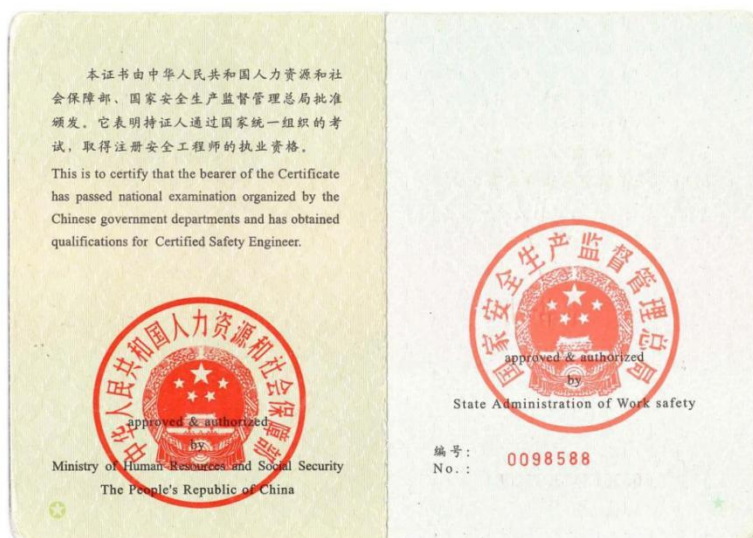 本证书由中华人民共和国人力资源和社
会保障部、国家安全生产监督管理总局批准
颁发。它表明持证人通过国家统一组织的考
试，取得注册安全工程师的执业资格。
This is to certify that the bearer of the Certificate
has passed national examination organized by the
Chinese government departments and has obtained
qualifications for Certified Safety Engineer.
中华人民共和国人力资源和社会保障部
approved & authorized
by
Ministry of Human Resources and Social Security
The People's Republic of China
国家安全生产监督管理总局
approved & authorized
by
State Administration of Work safety
编号:
No.: 0098588